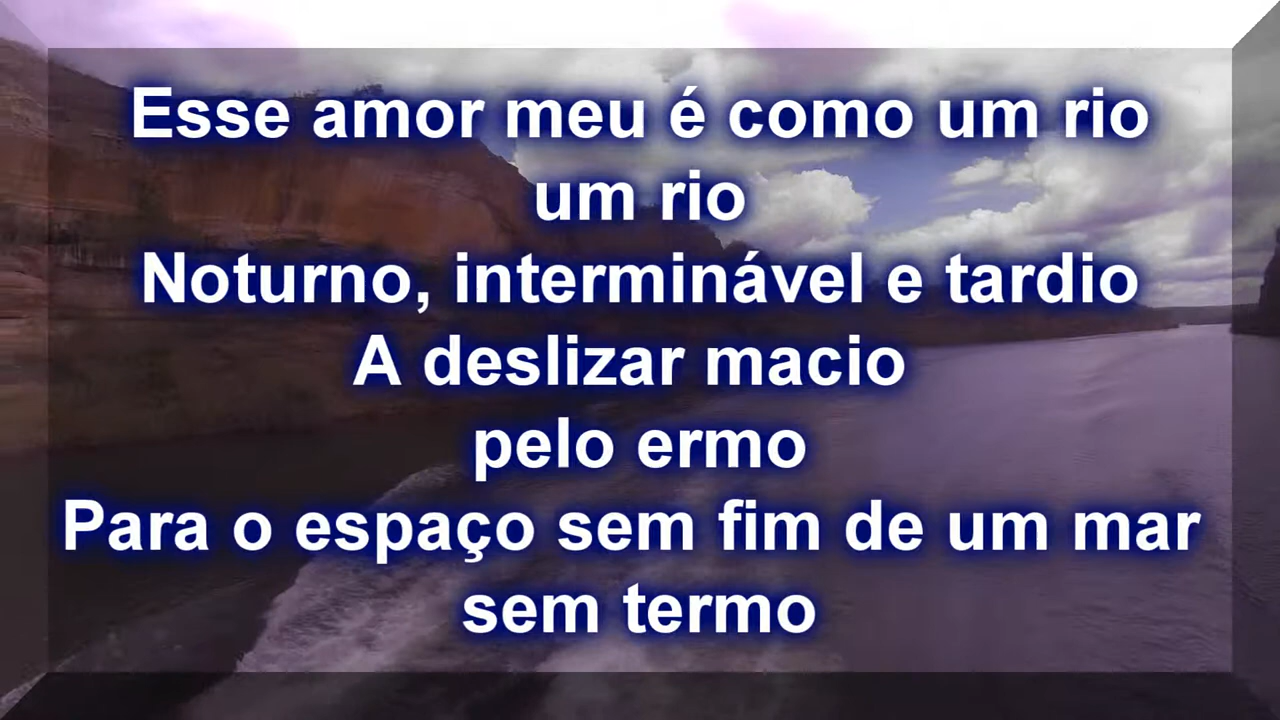 Esse amor meu é como um rio
um rio
Noturno, interminável e tardio
A deslizar macio
pelo ermo
Para o espaço sem fim de um mar
sem termo